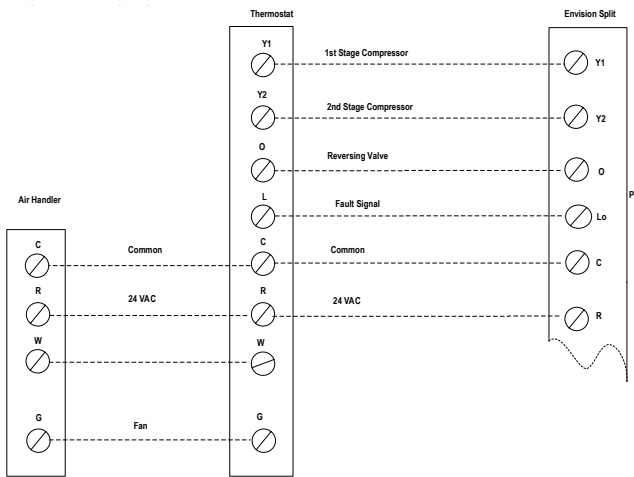 Thermostat
Envision Split
Y1
1st Stage Compressor
Y1
Y2
2nd Stage Compressor
Y2
O
Reversing Valve
O
P
Air Handler
L
Fault Signal
Lo
C
Common
C
Common
C
R
24 VAC
R
24 VAC
R
W
W
G
Fan
G